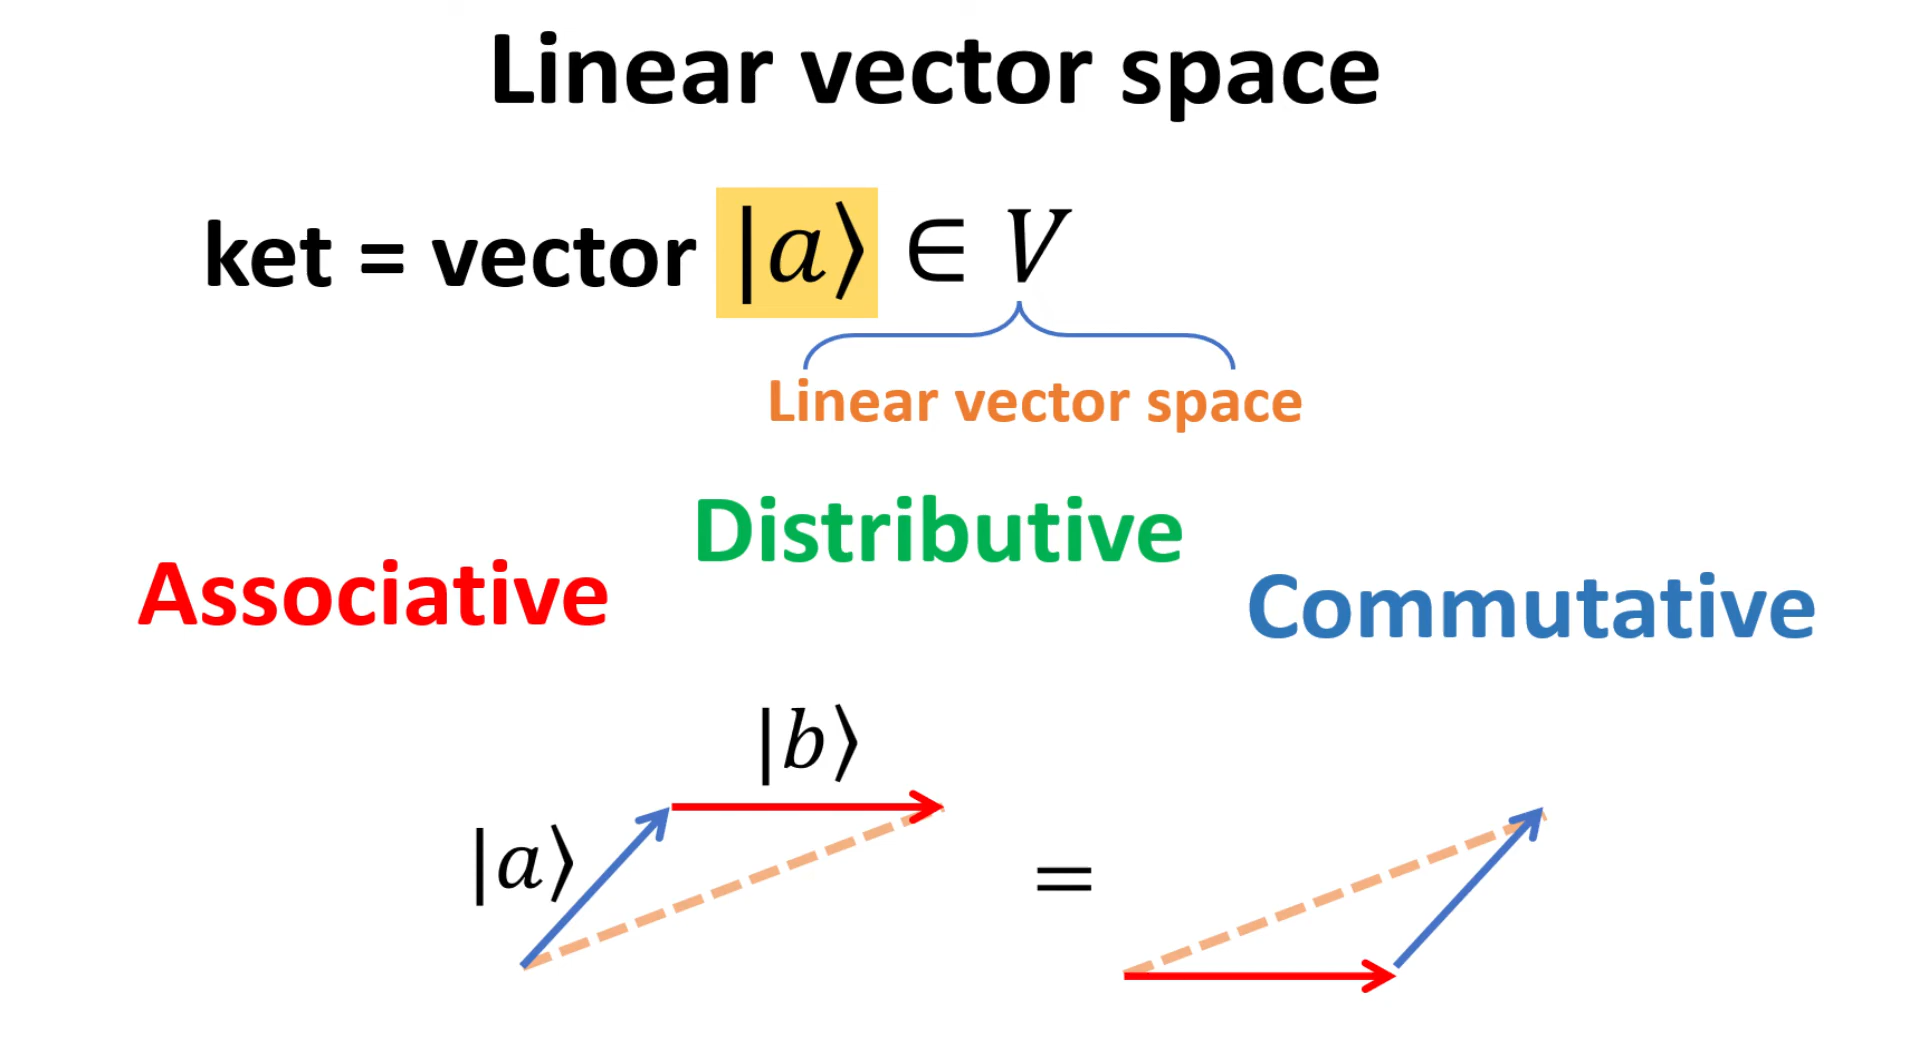 Linear vector space
ket = vector |a⟩ ∈ V
Linear vector space
Distributive
Associative
Commutative
|b⟩
|a⟩
=